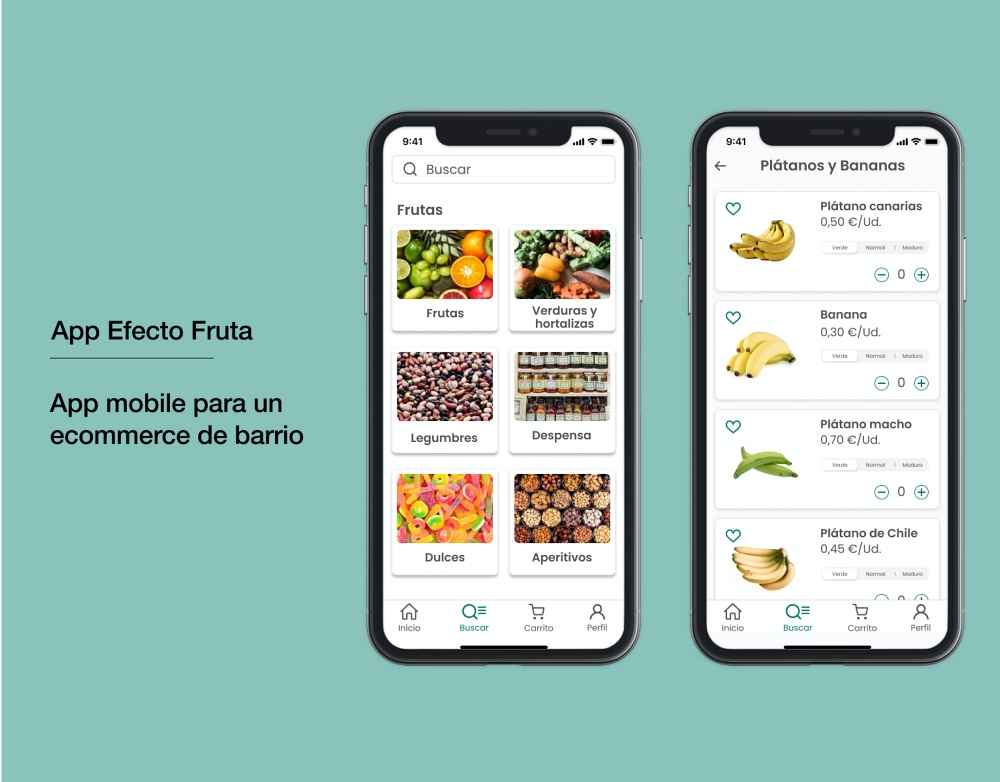 App Efecto Fruta
App mobile para un
ecommerce de barrio
9:41
Buscar
Frutas
Frutas
Verduras y
hortalizas
Legumbres
Despensa
Dulces
Aperitivos
Inicio
Buscar
Carrito
Perfil
9:41
Plátanos y Bananas
Plátano canarias
0,50 €/Ud.
Verde Normal Maduro
0
Banana
0,30 €/Ud.
Verde Normal Maduro
0
Plátano macho
0,70 €/Ud.
Verde Normal Maduro
0
Plátano de Chile
0,45 €/Ud.
Verde Normal Maduro
0
Inicio
Buscar
Carrito
Perfil